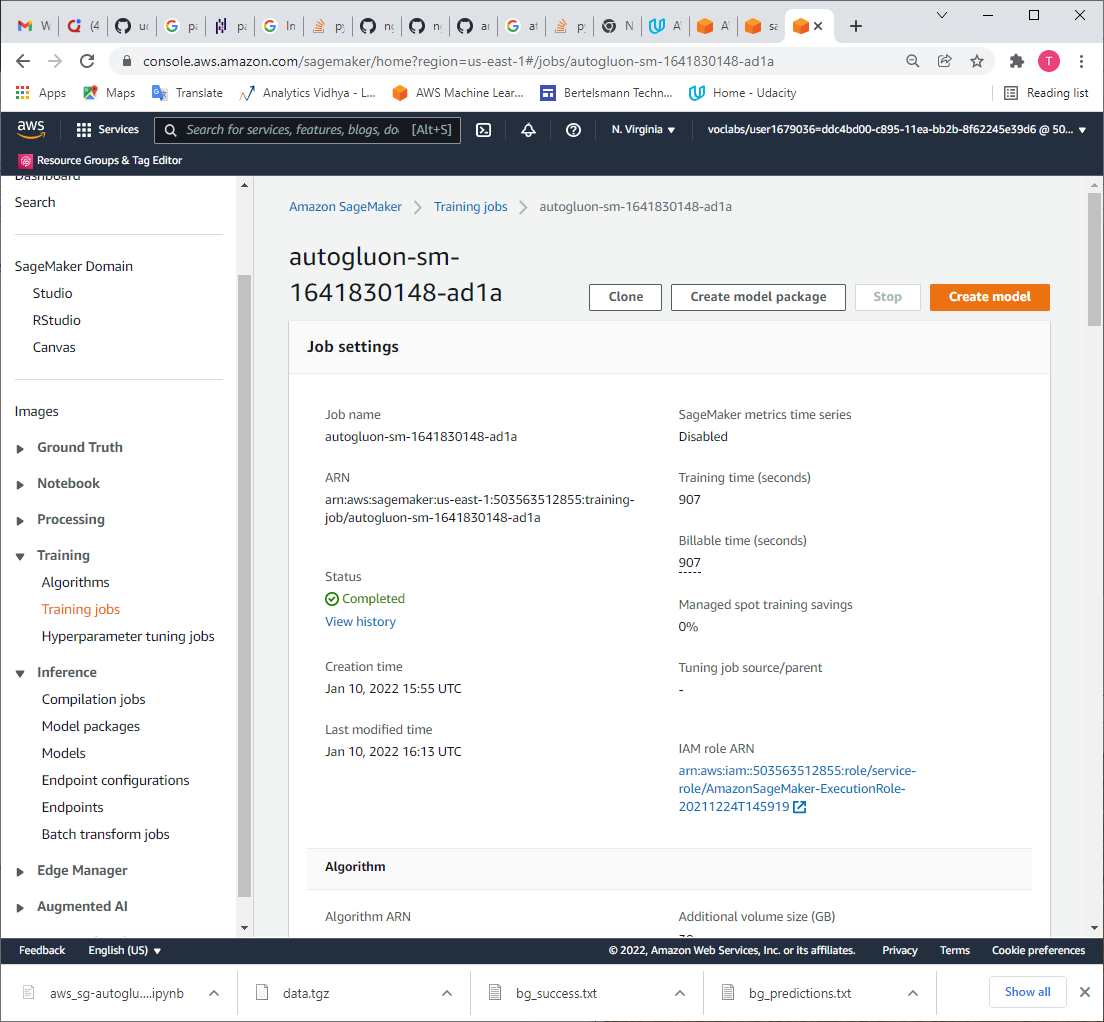 W
(4
uc
pa
pa
In
py
ng
ng
ar
at
py
N
A
A
sa
console.aws.amazon.com/sagemaker/home?region=us-east-1#/jobs/autogluon-sm-1641830148-ad1a
T
Apps
Maps
Translate
Analytics Vidhya - L...
AWS Machine Lear...
Bertelsmann Techn...
Home - Udacity
Reading list
aws
Services
Search for services, features, blogs, do
[Alt+S]
N. Virginia
voclabs/user1679036=ddc4bd00-c895-11ea-bb2b-8f62245e39d6 @ 50...
Resource Groups & Tag Editor
Dashboard
Search
SageMaker Domain
Studio
RStudio
Canvas
Images
Ground Truth
Notebook
Processing
Training
Algorithms
Training jobs
Hyperparameter tuning jobs
Inference
Compilation jobs
Model packages
Models
Endpoint configurations
Endpoints
Batch transform jobs
Edge Manager
Augmented AI
Amazon SageMaker
Training jobs
autogluon-sm-1641830148-ad1a
autogluon-sm-
1641830148-ad1a
Clone
Create model package
Stop
Create model
Job settings
Job name
autogluon-sm-1641830148-ad1a
ARN
arn:aws:sagemaker:us-east-1:503563512855:training-
job/autogluon-sm-1641830148-ad1a
Status
Completed
View history
Creation time
Jan 10, 2022 15:55 UTC
Last modified time
Jan 10, 2022 16:13 UTC
SageMaker metrics time series
Disabled
Training time (seconds)
907
Billable time (seconds)
907
Managed spot training savings
0%
Tuning job source/parent
-
IAM role ARN
arn:aws:iam::503563512855:role/service-
role/AmazonSageMaker-ExecutionRole-
20211224T145919
Algorithm
Algorithm ARN
Additional volume size (GB)
Feedback
English (US)
© 2022, Amazon Web Services, Inc. or its affiliates.
Privacy
Terms
Cookie preferences
aws_sg-autoglu....ipynb
data.tgz
bg_success.txt
bg_predictions.txt
Show all